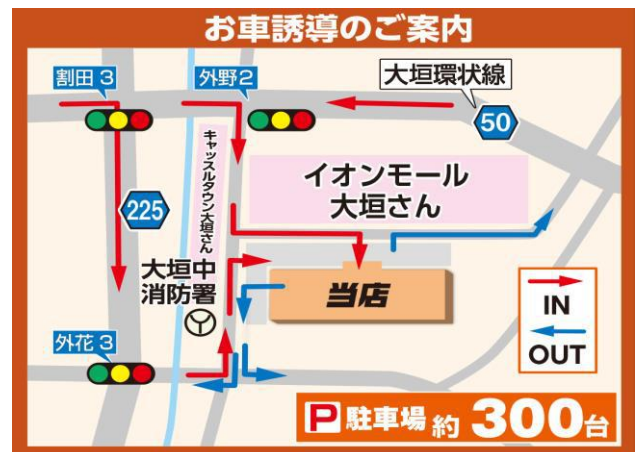 お車誘導のご案内
割田3
外野2
大垣環状線
50
キャッスルタウン大垣さん
イオンモール
大垣さん
225
大垣中
消防署
当店
IN
OUT
外花3
P 駐車場 約300台